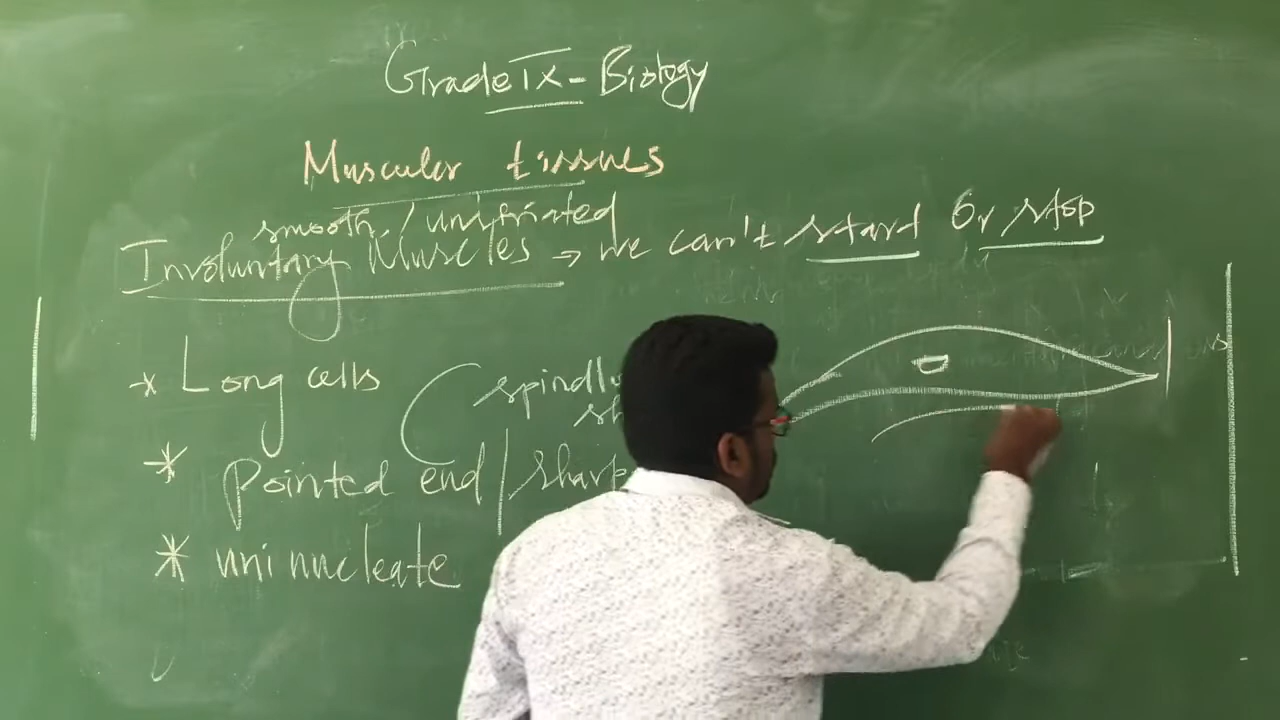 Grade IX - Biology
Muscular tissues
smooth / unstriated
Involuntary Muscles → We can't start or stop
* Long cells (spindle
* Pointed end / sharp
* uninucleate